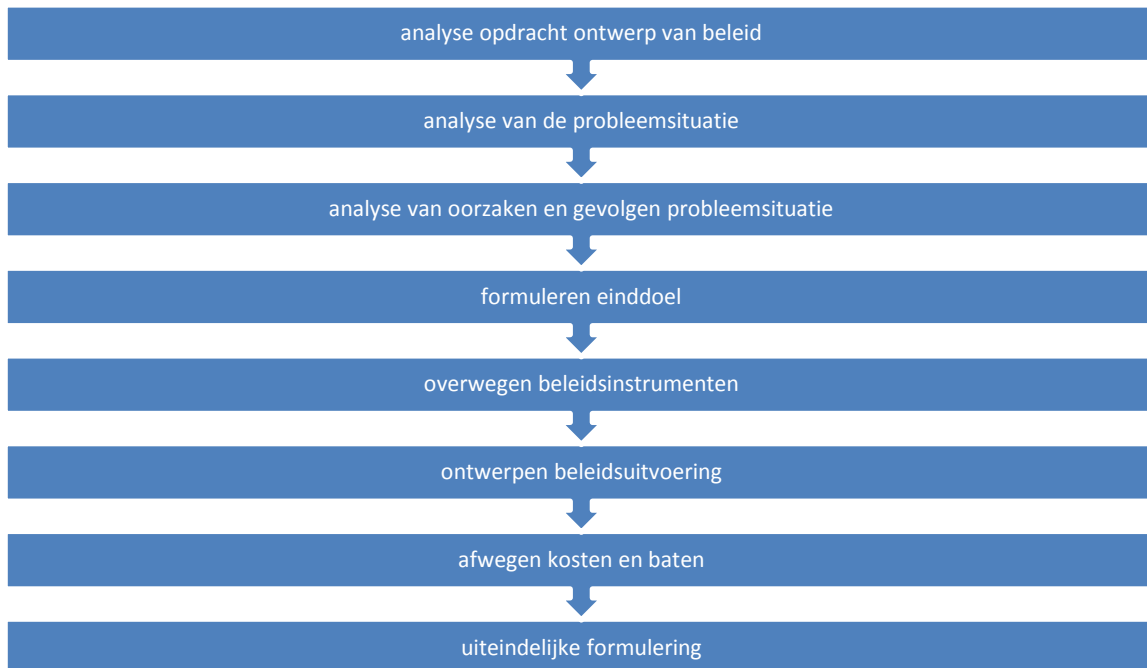 analyse opdracht ontwerp van beleid
analyse van de probleemsituatie
analyse van oorzaken en gevolgen probleemsituatie
formuleren einddoel
overwegen beleidsinstrumenten
ontwerpen beleidsuitvoering
afwegen kosten en baten
uiteindelijke formulering